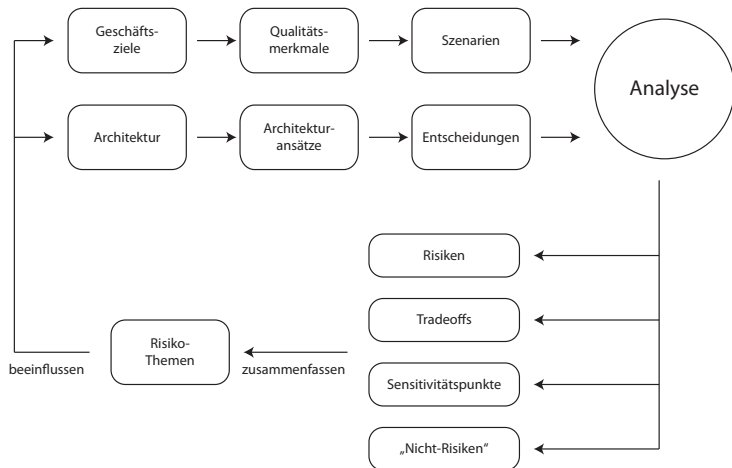 Geschäfts-
ziele
Qualitäts-
merkmale
Szenarien
Analyse
Architektur
Architektur-
ansätze
Entscheidungen
Risiken
Tradeoffs
Risiko-
Themen
beeinflussen
zusammenfassen
Sensitivitätspunkte
„Nicht-Risiken“